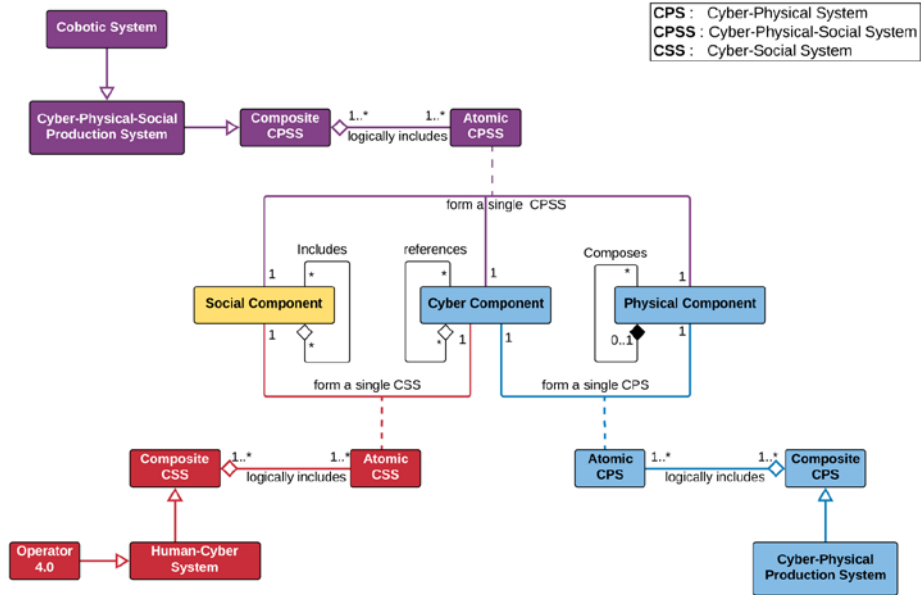 Cobotic System
CPS : Cyber-Physical System
CPSS : Cyber-Physical-Social System
CSS : Cyber-Social System
Cyber-Physical-Social
Production System
Composite
CPSS
1..*
1..*
logically includes
Atomic
CPSS
form a single CPSS
Includes
references
Composes
1
*
*
1
*
1
Social Component
Cyber Component
Physical Component
1
*
*
1
1
0..1
1
form a single CSS
form a single CPS
Composite
CSS
1..*
1..*
logically includes
Atomic
CSS
Atomic
CPS
1..*
1..*
logically includes
Composite
CPS
Operator
4.0
Human-Cyber
System
Cyber-Physical
Production System